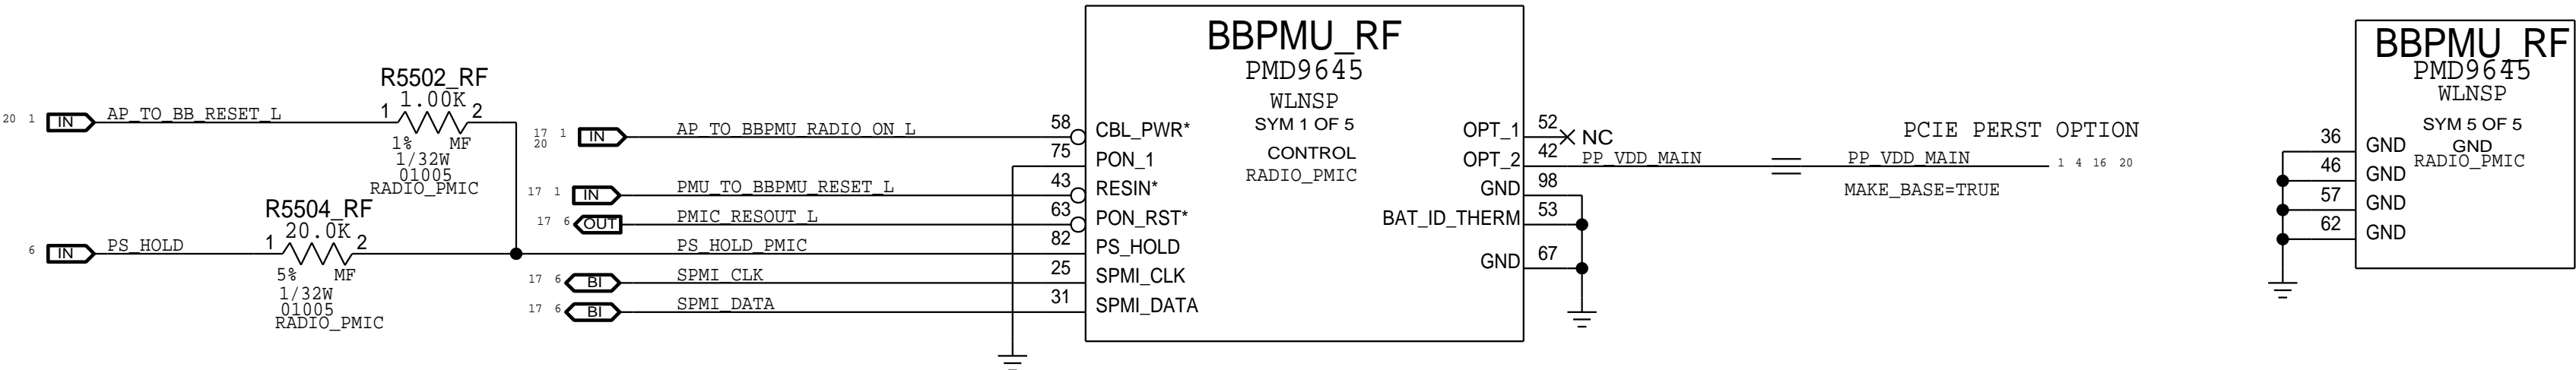 R5502_RF
1.00K
20 1 IN AP_TO_BB_RESET_L 1 2
1% MF
1/32W
01005
RADIO_PMIC
R5504_RF
20.0K
6 IN PS_HOLD 1 2
5% MF
1/32W
01005
RADIO_PMIC
17 1 IN AP_TO_BBPMU_RADIO_ON_L 58 CBL_PWR*
20
75 PON_1
17 1 IN PMU_TO_BBPMU_RESET_L 43 RESIN*
17 6 OUT PMIC_RESOUT_L 63 PON_RST*
PS_HOLD_PMIC 82 PS_HOLD
17 6 BI SPMI_CLK 25 SPMI_CLK
17 6 BI SPMI_DATA 31 SPMI_DATA
BBPMU_RF
PMD9645
WLNSP
SYM 1 OF 5
CONTROL
RADIO_PMIC
OPT_1 52 NC
OPT_2 42 PP_VDD_MAIN PP_VDD_MAIN 1 4 16 20
GND 98
BAT_ID_THERM 53
GND 67
PCIE PERST OPTION
MAKE_BASE=TRUE
BBPMU_RF
PMD9645
WLNSP
SYM 5 OF 5
GND
RADIO_PMIC
36 GND
46 GND
57 GND
62 GND